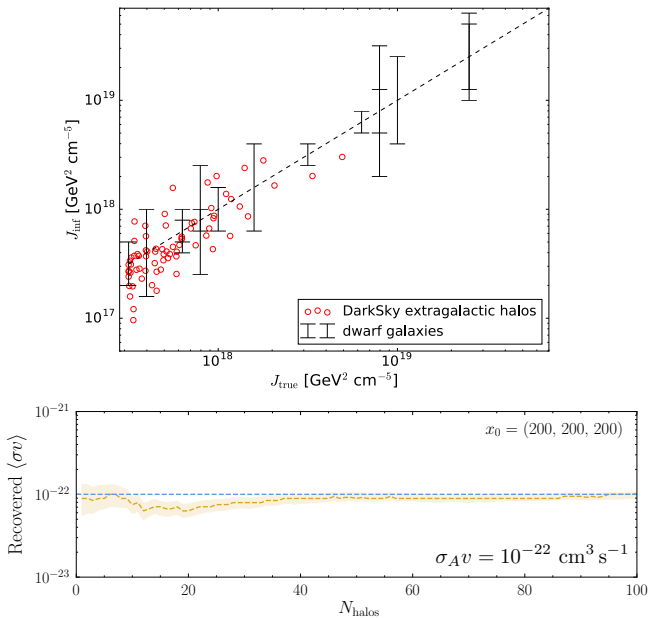 10^19
10^18
10^17
J_inf [GeV^2 cm^-5]
DarkSky extragalactic halos
dwarf galaxies
10^18
10^19
J_true [GeV^2 cm^-5]
10^-21
10^-22
10^-23
Recovered ⟨σv⟩
x_0 = (200, 200, 200)
σ_A v = 10^-22 cm^3 s^-1
0
20
40
60
80
100
N_halos